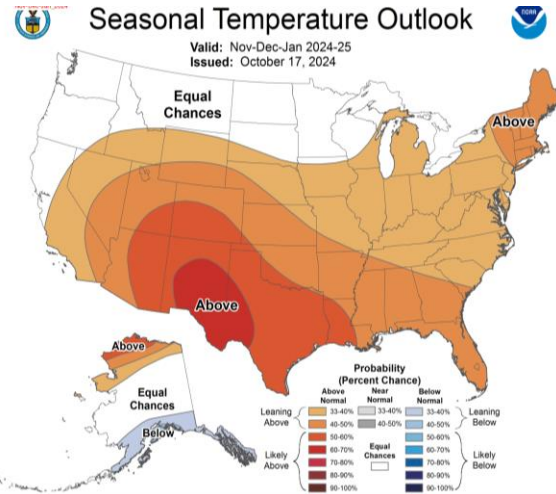 Seasonal Temperature Outlook
Valid: Nov-Dec-Jan 2024-25
Issued: October 17, 2024
Equal
Chances
Above
Above
Above
Equal
Chances
Below
Probability
(Percent Chance)
Above
Normal
Near
Normal
Below
Normal
Leaning
Above
33-40%
40-50%
33-40%
40-50%
33-40%
40-50%
Leaning
Below
Likely
Above
50-60%
60-70%
70-80%
80-90%
90-100%
Equal
Chances
50-60%
60-70%
70-80%
80-90%
90-100%
Likely
Below